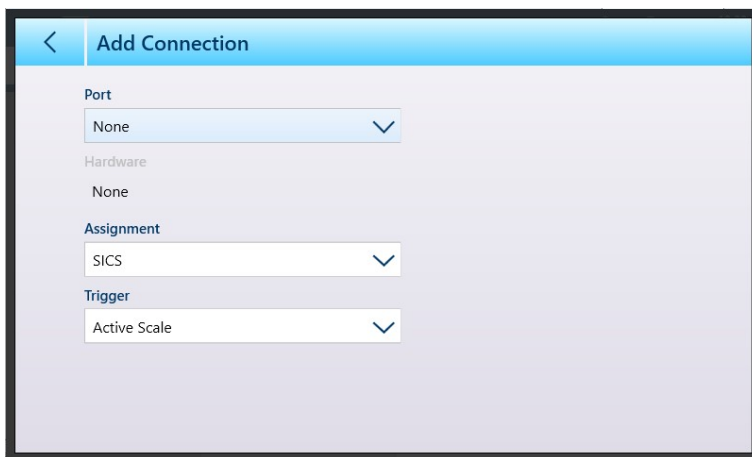 Add Connection
Port
None
Hardware
None
Assignment
SICS
Trigger
Active Scale